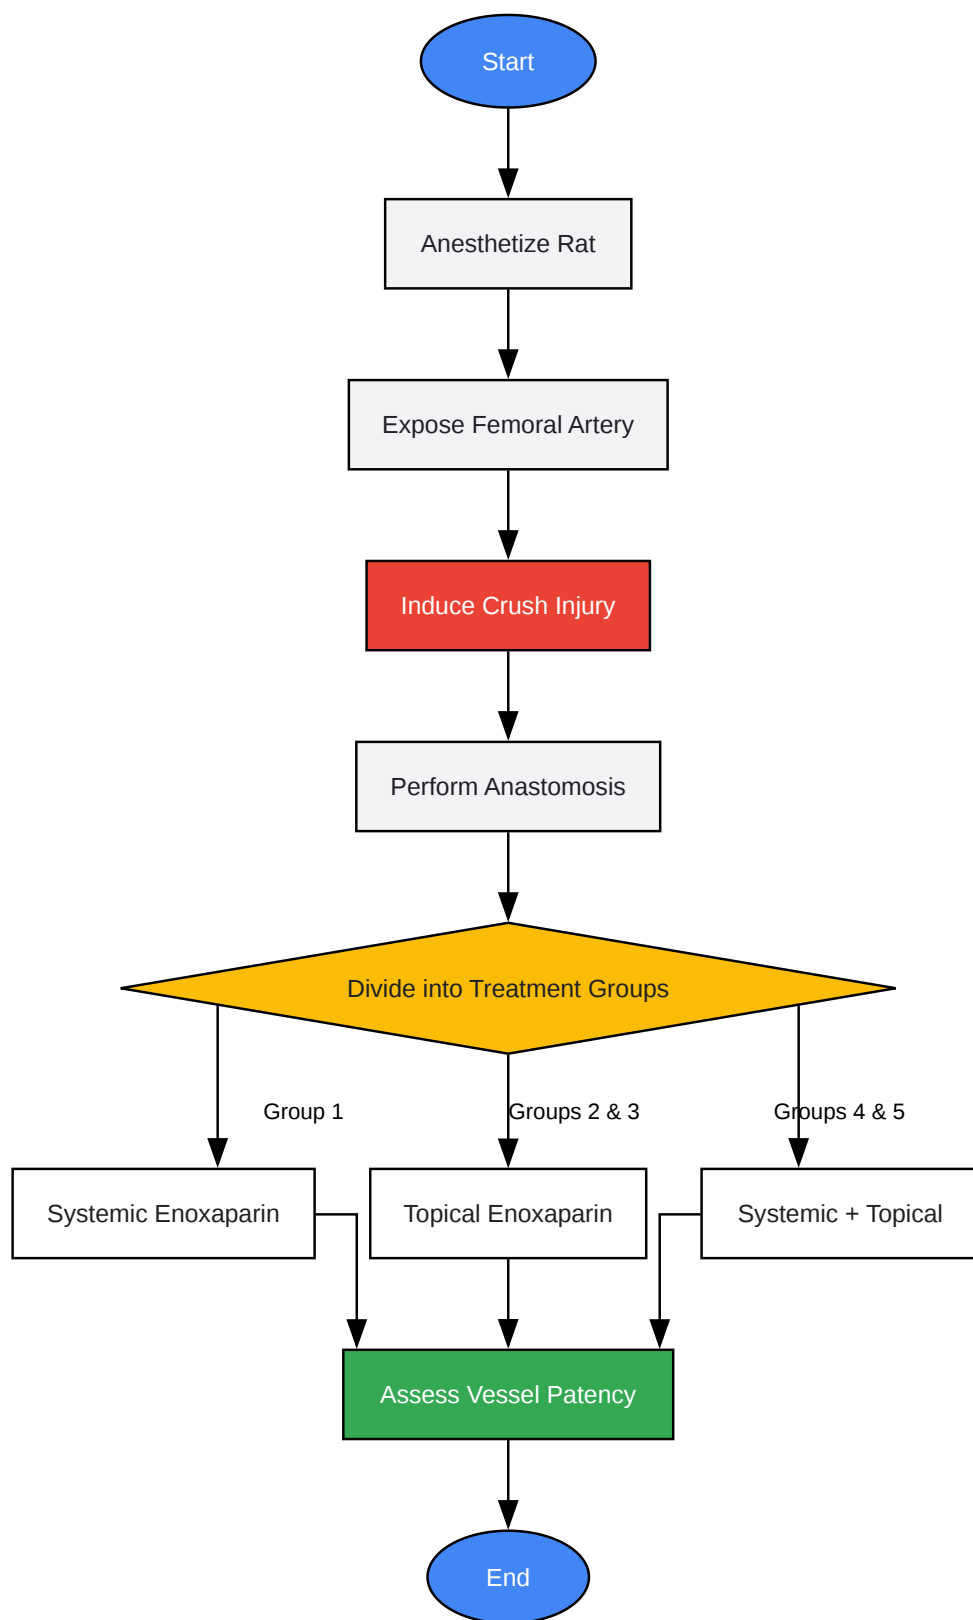 Start
Anesthetize Rat
Expose Femoral Artery
Induce Crush Injury
Perform Anastomosis
Divide into Treatment Groups
Group 1
Groups 2 & 3
Groups 4 & 5
Systemic Enoxaparin
Topical Enoxaparin
Systemic + Topical
Assess Vessel Patency
End